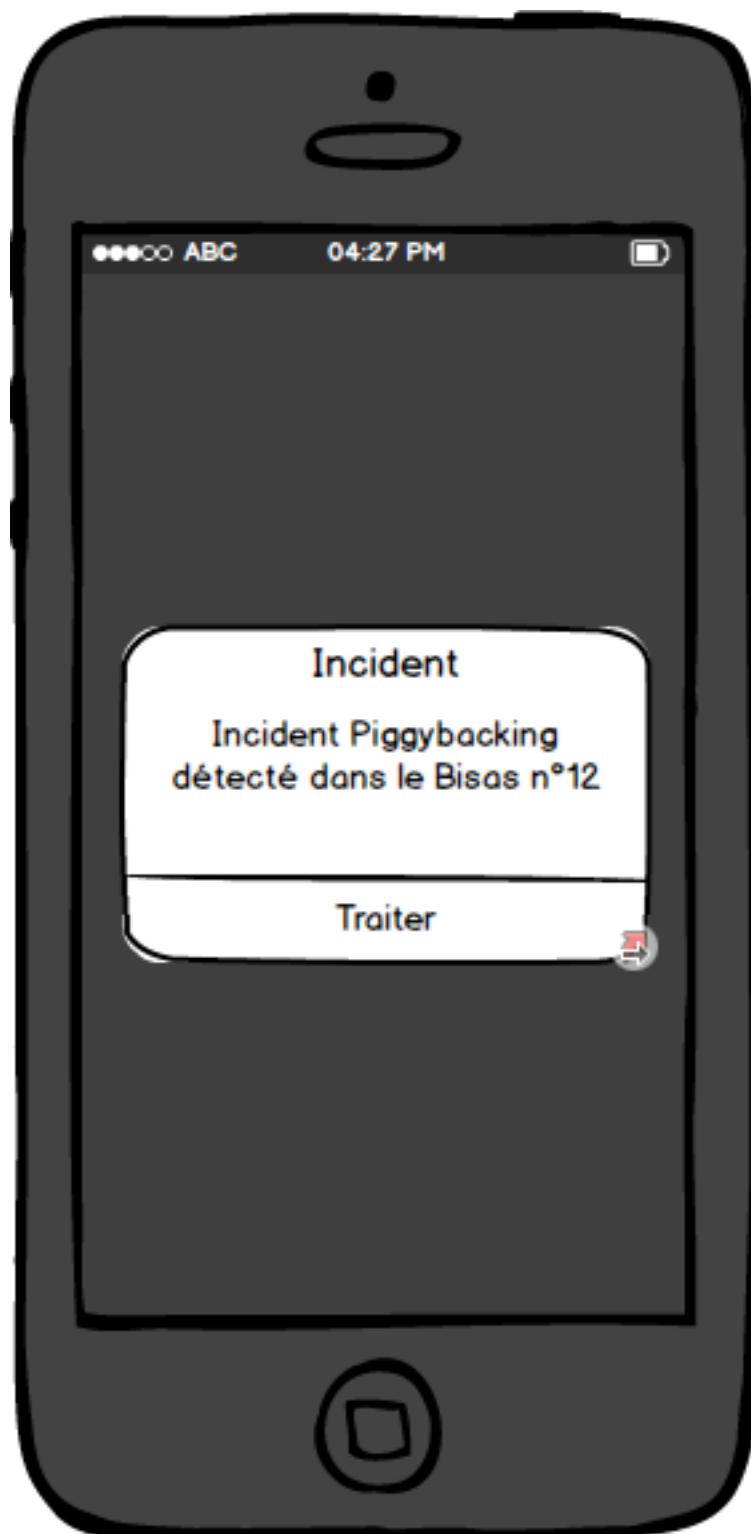 ABC 04:27 PM
Incident
Incident Piggybacking
détecté dans le Bisas n°12
Traiter